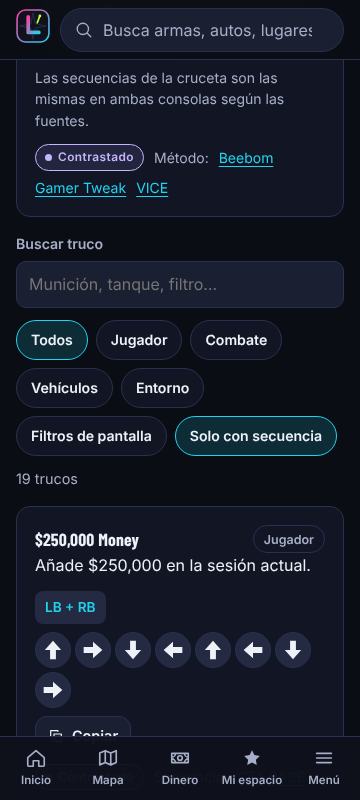 Busca armas, autos, lugares
Las secuencias de la cruceta son las
mismas en ambas consolas según las
fuentes.
Contrastado Método: Beebom
Gamer Tweak VICE
Buscar truco
Munición, tanque, filtro...
Todos Jugador Combate
Vehículos Entorno
Filtros de pantalla Solo con secuencia
19 trucos
$250,000 Money Jugador
Añade $250,000 en la sesión actual.
LB + RB
Copiar
Inicio Mapa Dinero Mi espacio Menú